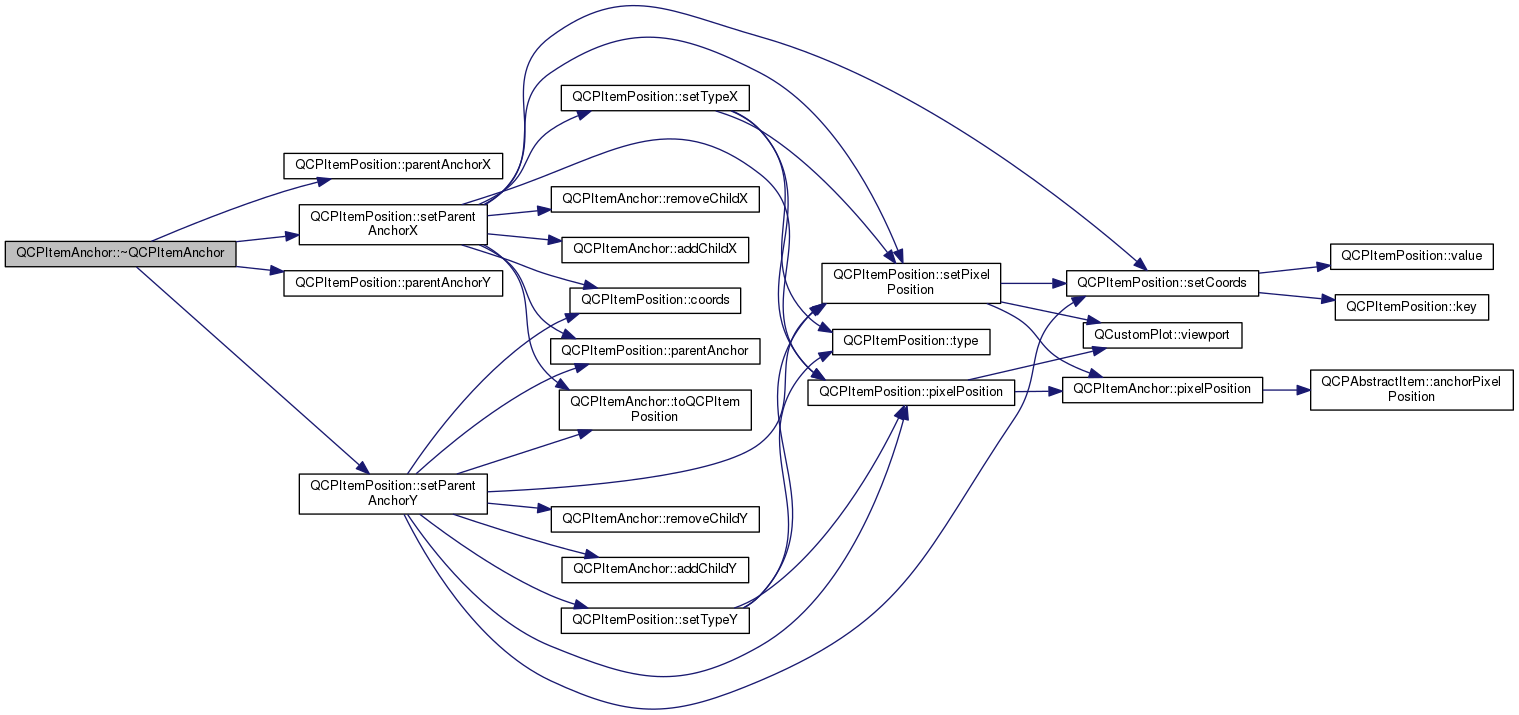 QCPItemAnchor::~QCPItemAnchor
QCPItemPosition::parentAnchorX
QCPItemPosition::setParent
AnchorX
QCPItemPosition::parentAnchorY
QCPItemPosition::setParent
AnchorY
QCPItemPosition::setTypeX
QCPItemAnchor::removeChildX
QCPItemAnchor::addChildX
QCPItemPosition::coords
QCPItemPosition::parentAnchor
QCPItemAnchor::toQCPItem
Position
QCPItemAnchor::removeChildY
QCPItemAnchor::addChildY
QCPItemPosition::setTypeY
QCPItemPosition::setPixel
Position
QCPItemPosition::type
QCPItemPosition::pixelPosition
QCPItemPosition::setCoords
QCustomPlot::viewport
QCPItemAnchor::pixelPosition
QCPItemPosition::value
QCPItemPosition::key
QCPAbstractItem::anchorPixel
Position